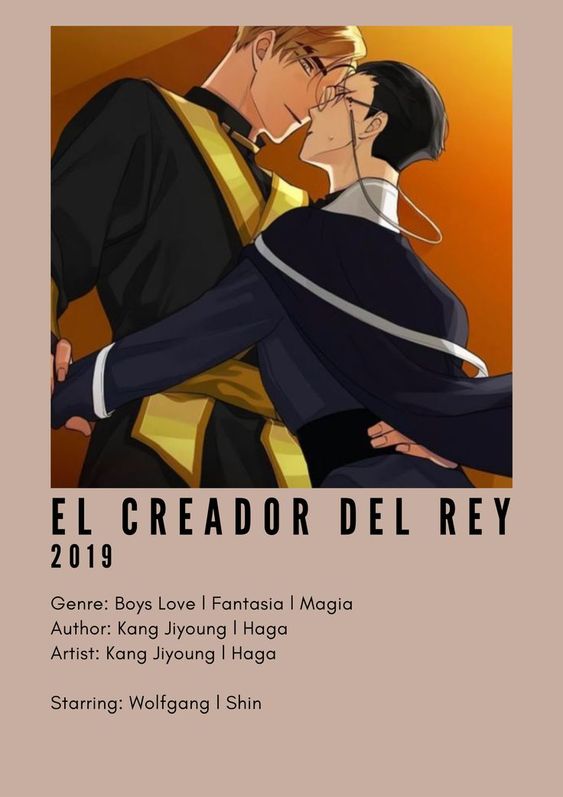 EL CREADOR DEL REY
2019
Genre: Boys Love | Fantasia | Magia
Author: Kang Jiyoung | Haga
Artist: Kang Jiyoung | Haga
Starring: Wolfgang | Shin